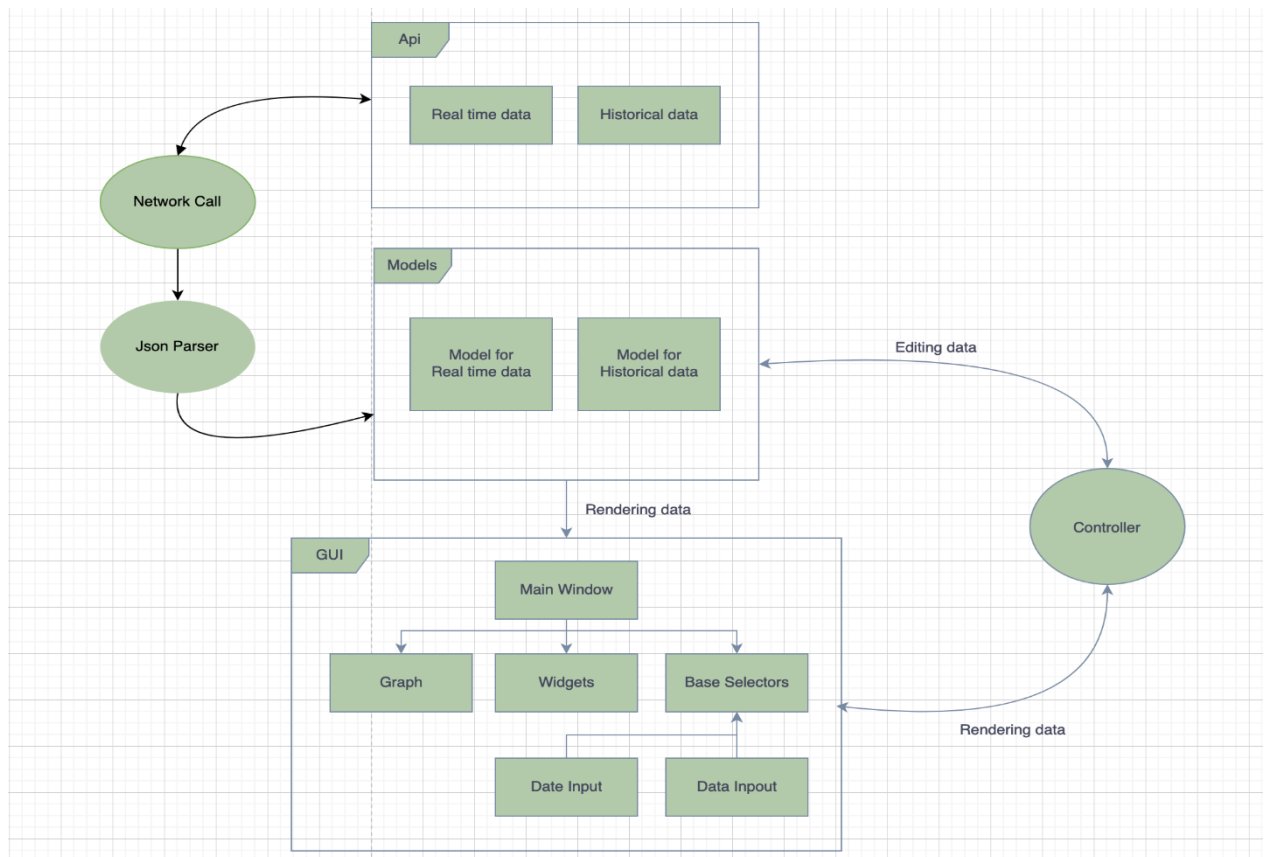 Api
Real time data
Historical data
Network Call
Models
Json Parser
Model for
Real time data
Model for
Historical data
Editing data
Rendering data
Controller
GUI
Main Window
Graph
Widgets
Base Selectors
Rendering data
Date Input
Data Inpout